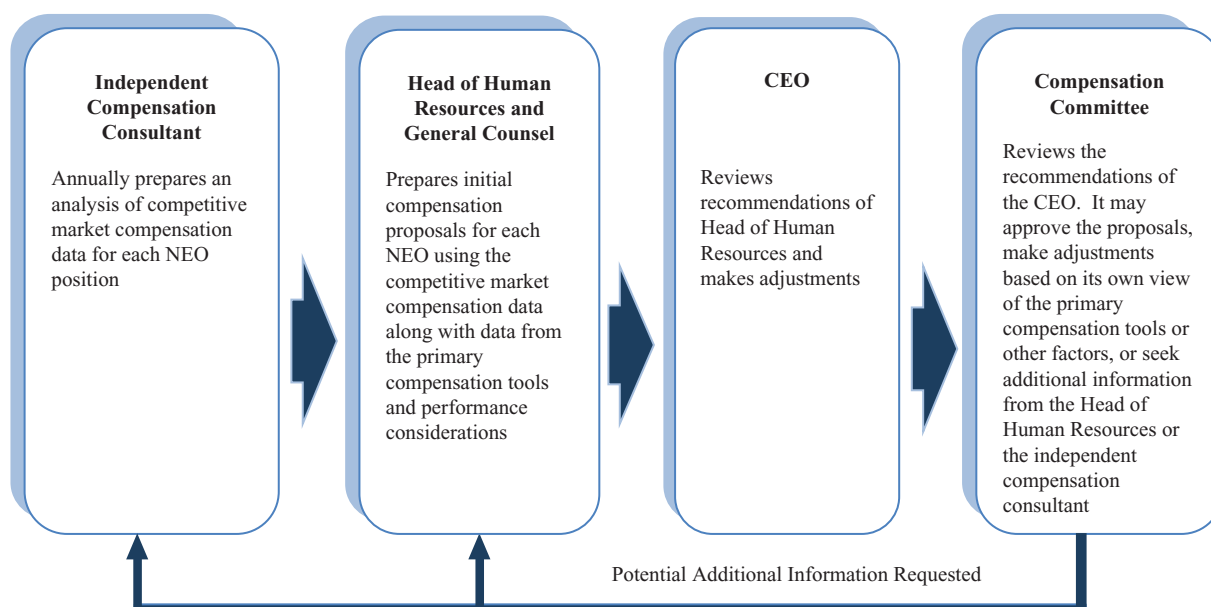 Independent
Compensation
Consultant
Annually prepares an
analysis of competitive
market compensation
data for each NEO
position
Head of Human
Resources and
General Counsel
Prepares initial
compensation
proposals for each
NEO using the
competitive market
compensation data
along with data from
the primary
compensation tools
and performance
considerations
CEO
Reviews
recommendations of
Head of Human
Resources and
makes adjustments
Compensation
Committee
Reviews the
recommendations of
the CEO.  It may
approve the proposals,
make adjustments
based on its own view
of the primary
compensation tools or
other factors, or seek
additional information
from the Head of
Human Resources or
the independent
compensation
consultant
Potential Additional Information Requested